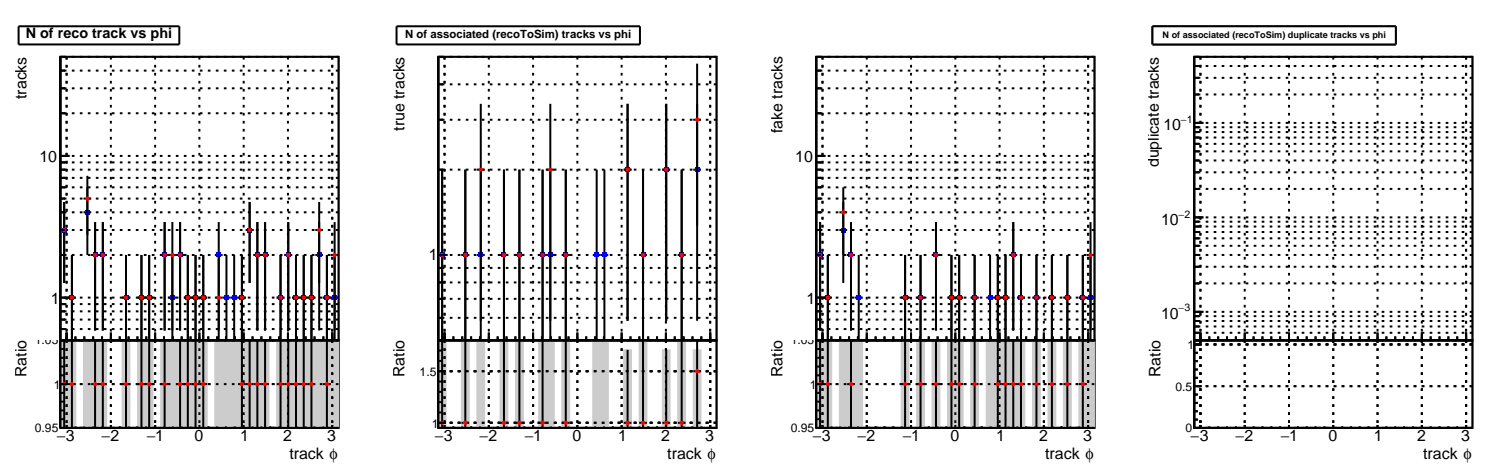 N of reco track vs phi
tracks
10
1
Ratio
1.05
1
0.95
−3 −2 −1 0 1 2 3
track ϕ
N of associated (recoToSim) tracks vs phi
true tracks
1
Ratio
1.5
1
−3 −2 −1 0 1 2 3
track ϕ
fake tracks
10
1
Ratio
1.05
1
0.95
−3 −2 −1 0 1 2 3
track ϕ
N of associated (recoToSim) duplicate tracks vs phi
duplicate tracks
10−1
10−2
10−3
Ratio
1
0.5
0
−3 −2 −1 0 1 2 3
track ϕ